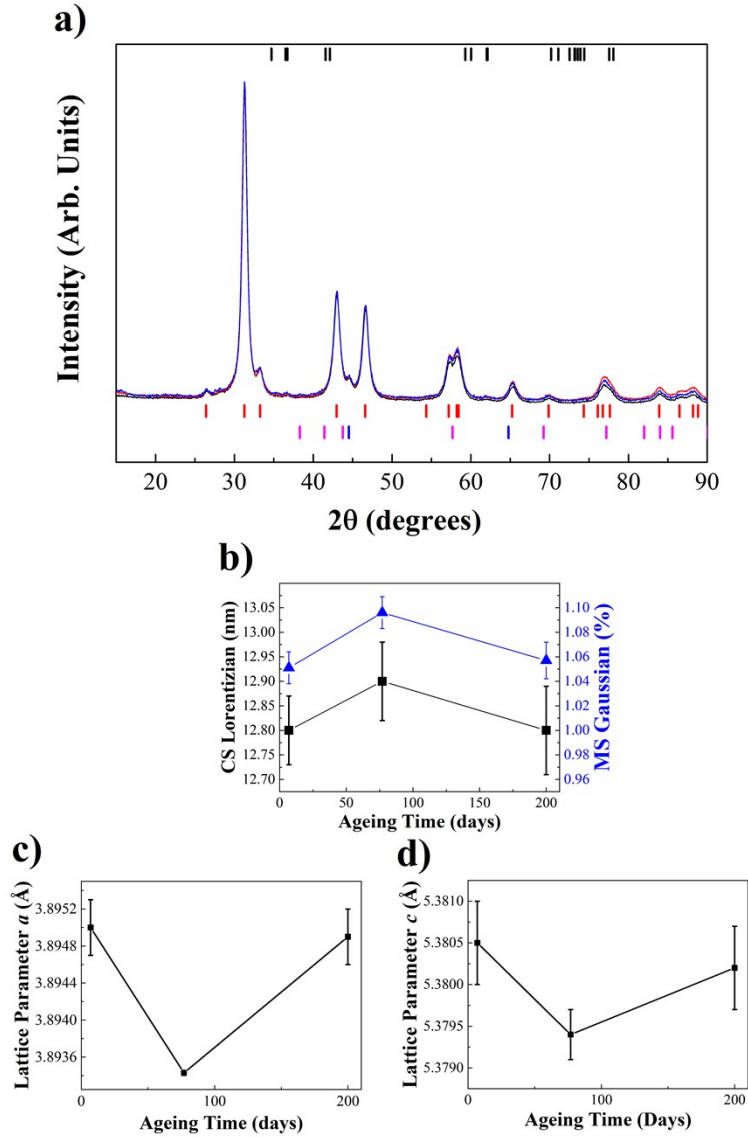 a)
Intensity (Arb. Units)
20 30 40 50 60 70 80 90
2θ (degrees)
b)
CS Lorentizian (nm)
13.05
13.00
12.95
12.90
12.85
12.80
12.75
12.70
MS Gaussian (%)
1.10
1.08
1.06
1.04
1.02
1.00
0.98
0.96
0 50 100 150 200
Ageing Time (days)
c)
Lattice Parameter a (Å)
3.8952
3.8948
3.8944
3.8940
3.8936
0 100 200
Ageing Time (days)
d)
Lattice Parameter c (Å)
5.3810
5.3805
5.3800
5.3795
5.3790
0 100 200
Ageing Time (Days)